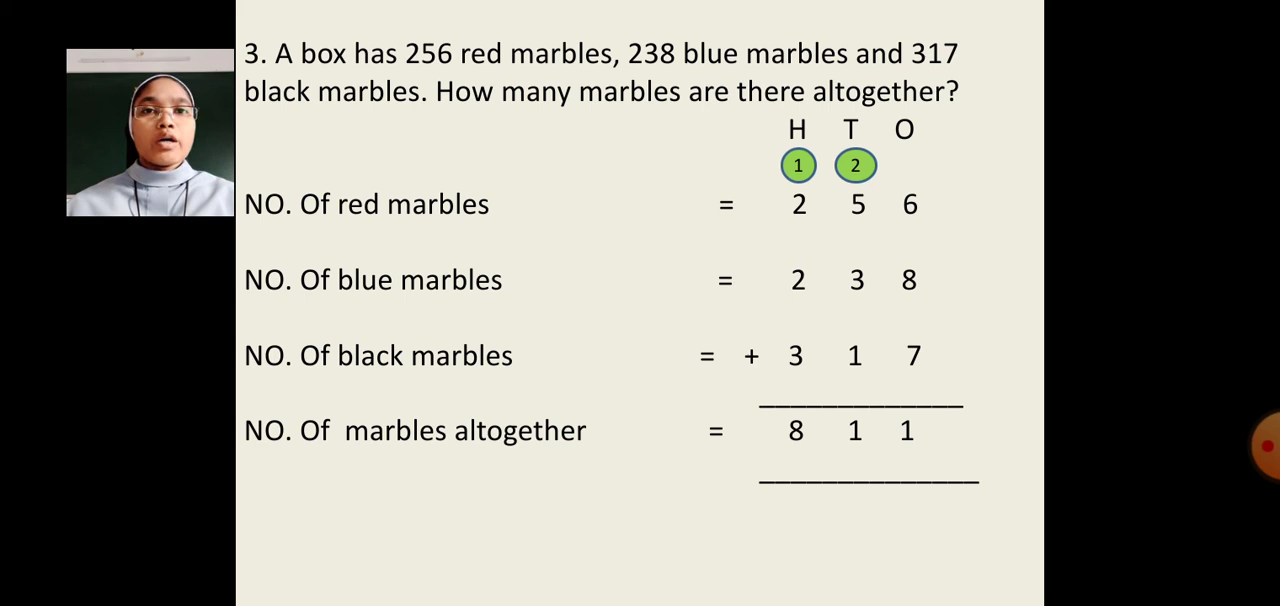 3. A box has 256 red marbles, 238 blue marbles and 317
black marbles. How many marbles are there altogether?
H T O
1 2
NO. Of red marbles = 2 5 6
NO. Of blue marbles = 2 3 8
NO. Of black marbles = + 3 1 7
NO. Of marbles altogether = 8 1 1